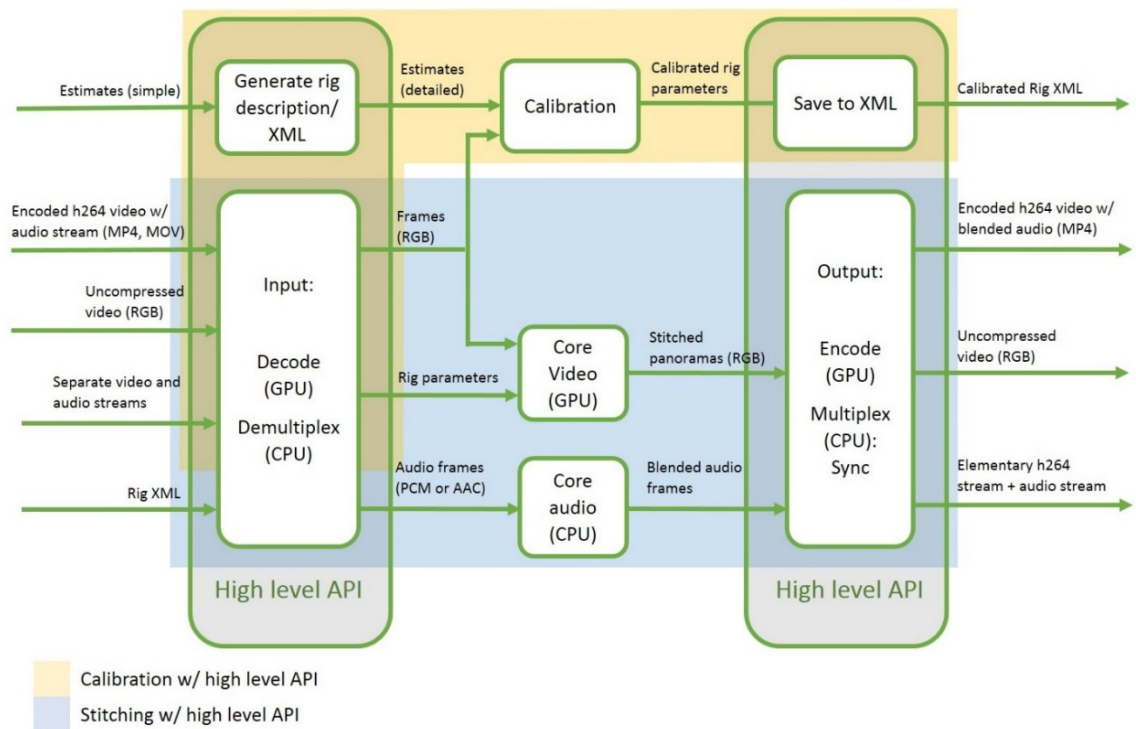 Estimates (simple)
Generate rig
description/
XML
Estimates
(detailed)
Calibration
Calibrated rig
parameters
Save to XML
Calibrated Rig XML
Encoded h264 video w/
audio stream (MP4, MOV)
Uncompressed
video (RGB)
Separate video and
audio streams
Rig XML
Input:
Decode
(GPU)
Demultiplex
(CPU)
Frames
(RGB)
Rig parameters
Audio frames
(PCM or AAC)
Core
Video
(GPU)
Core
audio
(CPU)
Stitched
panoramas (RGB)
Blended audio
frames
Output:
Encode
(GPU)
Multiplex
(CPU):
Sync
Encoded h264 video w/
blended audio (MP4)
Uncompressed
video (RGB)
Elementary h264
stream + audio stream
High level API
High level API
Calibration w/ high level API
Stitching w/ high level API